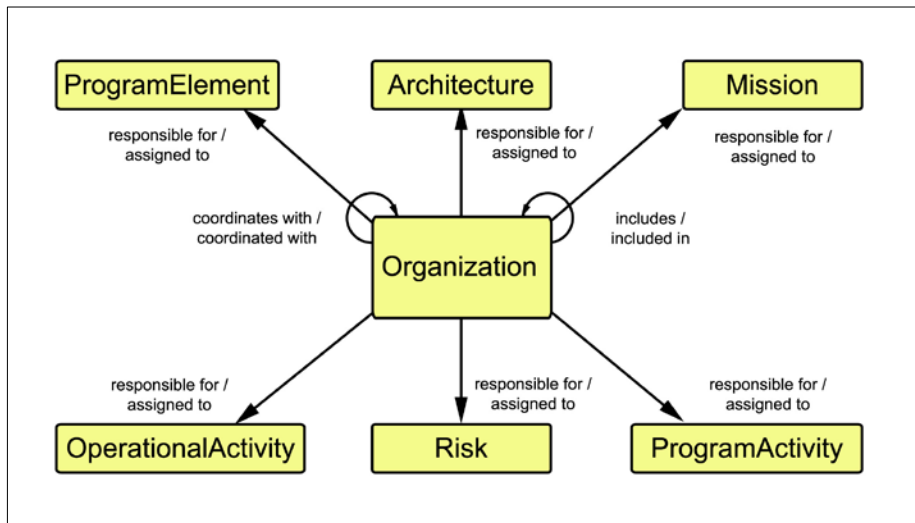 ProgramElement
Architecture
Mission
responsible for /
assigned to
responsible for /
assigned to
responsible for /
assigned to
coordinates with /
coordinated with
includes /
included in
Organization
responsible for /
assigned to
responsible for /
assigned to
responsible for /
assigned to
OperationalActivity
Risk
ProgramActivity